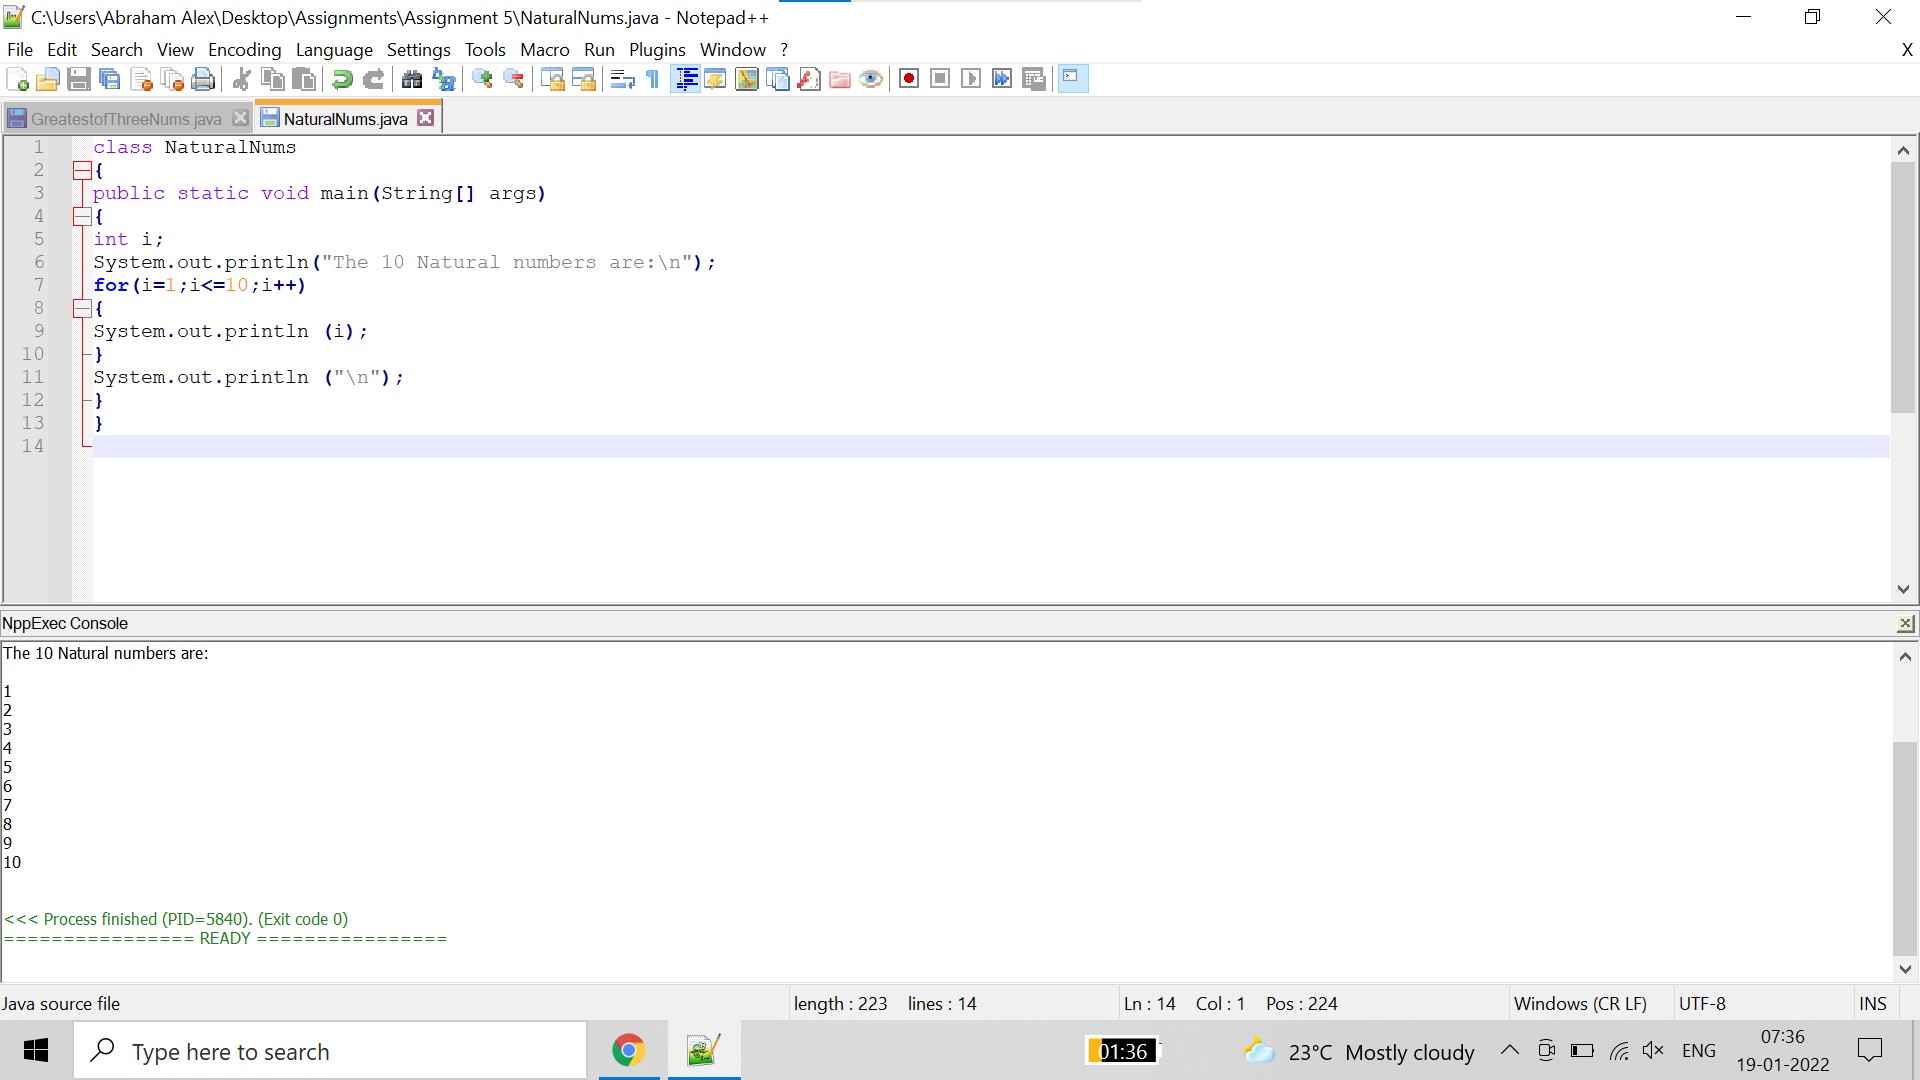 C:\Users\Abraham Alex\Desktop\Assignments\Assignment 5\NaturalNums.java - Notepad++
File Edit Search View Encoding Language Settings Tools Macro Run Plugins Window ? X
GreatestofThreeNums.java NaturalNums.java
1 class NaturalNums
2 {
3 public static void main(String[] args)
4 {
5 int i;
6 System.out.println("The 10 Natural numbers are:\n");
7 for(i=1;i<=10;i++)
8 {
9 System.out.println (i);
10 }
11 System.out.println ("\n");
12 }
13 }
14
NppExec Console
The 10 Natural numbers are:
1
2
3
4
5
6
7
8
9
10
<<< Process finished (PID=5840). (Exit code 0)
================ READY ================
Java source file length : 223 lines : 14 Ln : 14 Col : 1 Pos : 224 Windows (CR LF) UTF-8 INS
Type here to search 01:36 23°C Mostly cloudy ENG 07:36
19-01-2022